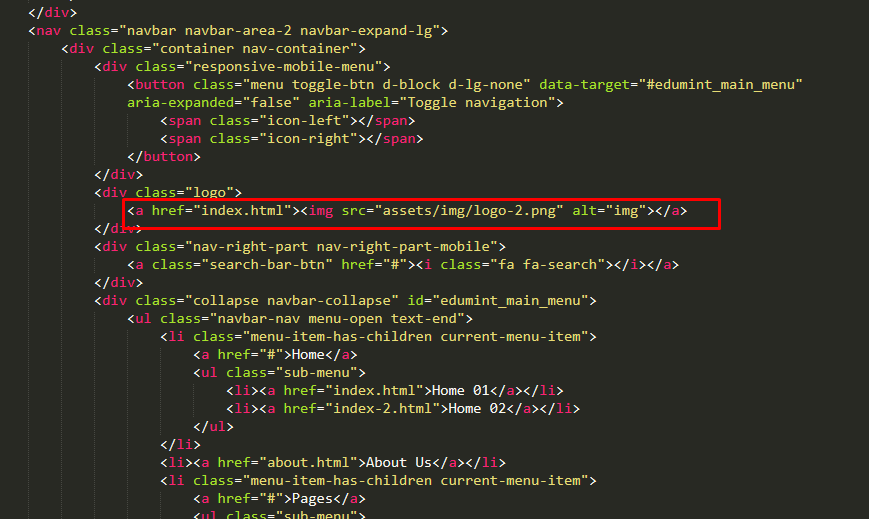 </div>
<nav class="navbar navbar-area-2 navbar-expand-lg">
<div class="container nav-container">
<div class="responsive-mobile-menu">
<button class="menu toggle-btn d-block d-lg-none" data-target="#edumint_main_menu"
aria-expanded="false" aria-label="Toggle navigation">
<span class="icon-left"></span>
<span class="icon-right"></span>
</button>
</div>
<div class="logo">
<a href="index.html"><img src="assets/img/logo-2.png" alt="img"></a>
</div>
<div class="nav-right-part nav-right-part-mobile">
<a class="search-bar-btn" href="#"><i class="fa fa-search"></i></a>
</div>
<div class="collapse navbar-collapse" id="edumint_main_menu">
<ul class="navbar-nav menu-open text-end">
<li class="menu-item-has-children current-menu-item">
<a href="#">Home</a>
<ul class="sub-menu">
<li><a href="index.html">Home 01</a></li>
<li><a href="index-2.html">Home 02</a></li>
</ul>
</li>
<li><a href="about.html">About Us</a></li>
<li class="menu-item-has-children current-menu-item">
<a href="#">Pages</a>
<ul class="sub-menu">